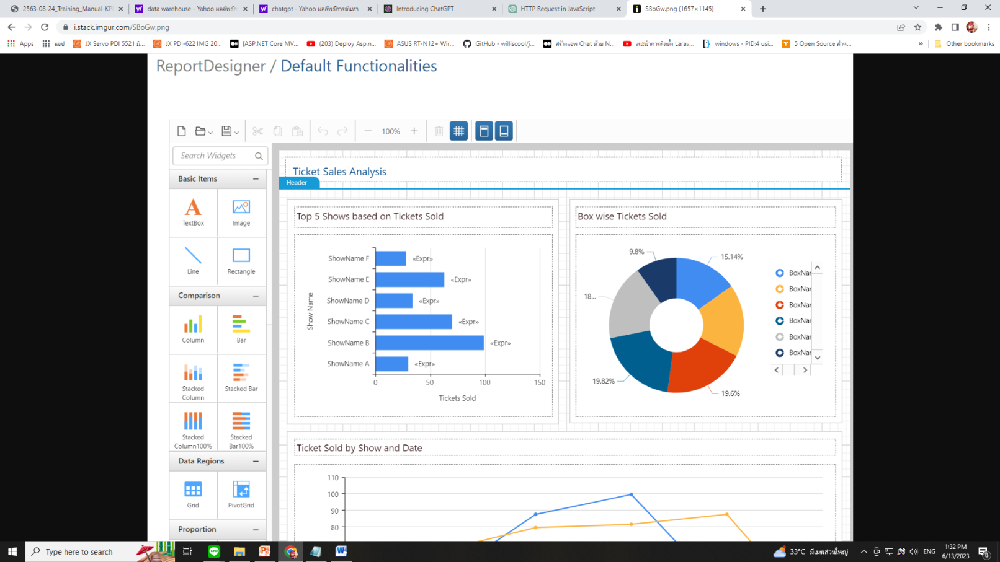 2563-08-24_Training_Manual-KP
data warehouse - Yahoo ผลลัพธ์ก
chatgpt - Yahoo ผลลัพธ์การค้นหา
Introducing ChatGPT
HTTP Request in JavaScript
SBoGw.png (1657×1145)
i.stack.imgur.com/SBoGw.png
Apps
แอป
JX Servo PDI 5521 มี...
JX PDI-6221MG 20...
[ASP.NET Core MV...
(203) Deploy Asp.n...
ASUS RT-N12+ Wir...
GitHub - williscool/j...
สร้างแอพ Chat ด้วย N...
แนะนำการติดตั้ง Larav...
windows - PID:4 usi...
5 Open Source สำห...
»
Other bookmarks
ReportDesigner / Default Functionalities
100%
Search Widgets
Basic Items
TextBox
Image
Line
Rectangle
Comparison
Column
Bar
Stacked
Column
Stacked Bar
Stacked
Column100%
Stacked
Bar100%
Data Regions
Grid
PivotGrid
Proportion
Ticket Sales Analysis
Header
Top 5 Shows based on Tickets Sold
Show Name
ShowName F
«Expr»
ShowName E
«Expr»
ShowName D
«Expr»
ShowName C
«Expr»
ShowName B
«Expr»
ShowName A
«Expr»
0
50
100
150
Tickets Sold
Box wise Tickets Sold
9.8%
15.14%
18...
19.82%
19.6%
BoxNar
BoxNar
BoxNar
BoxNar
BoxNar
BoxNar
Ticket Sold by Show and Date
110
100
90
80
Type here to search
33°C มีเมฆส่วนใหญ่
ENG
1:32 PM
6/13/2023
8